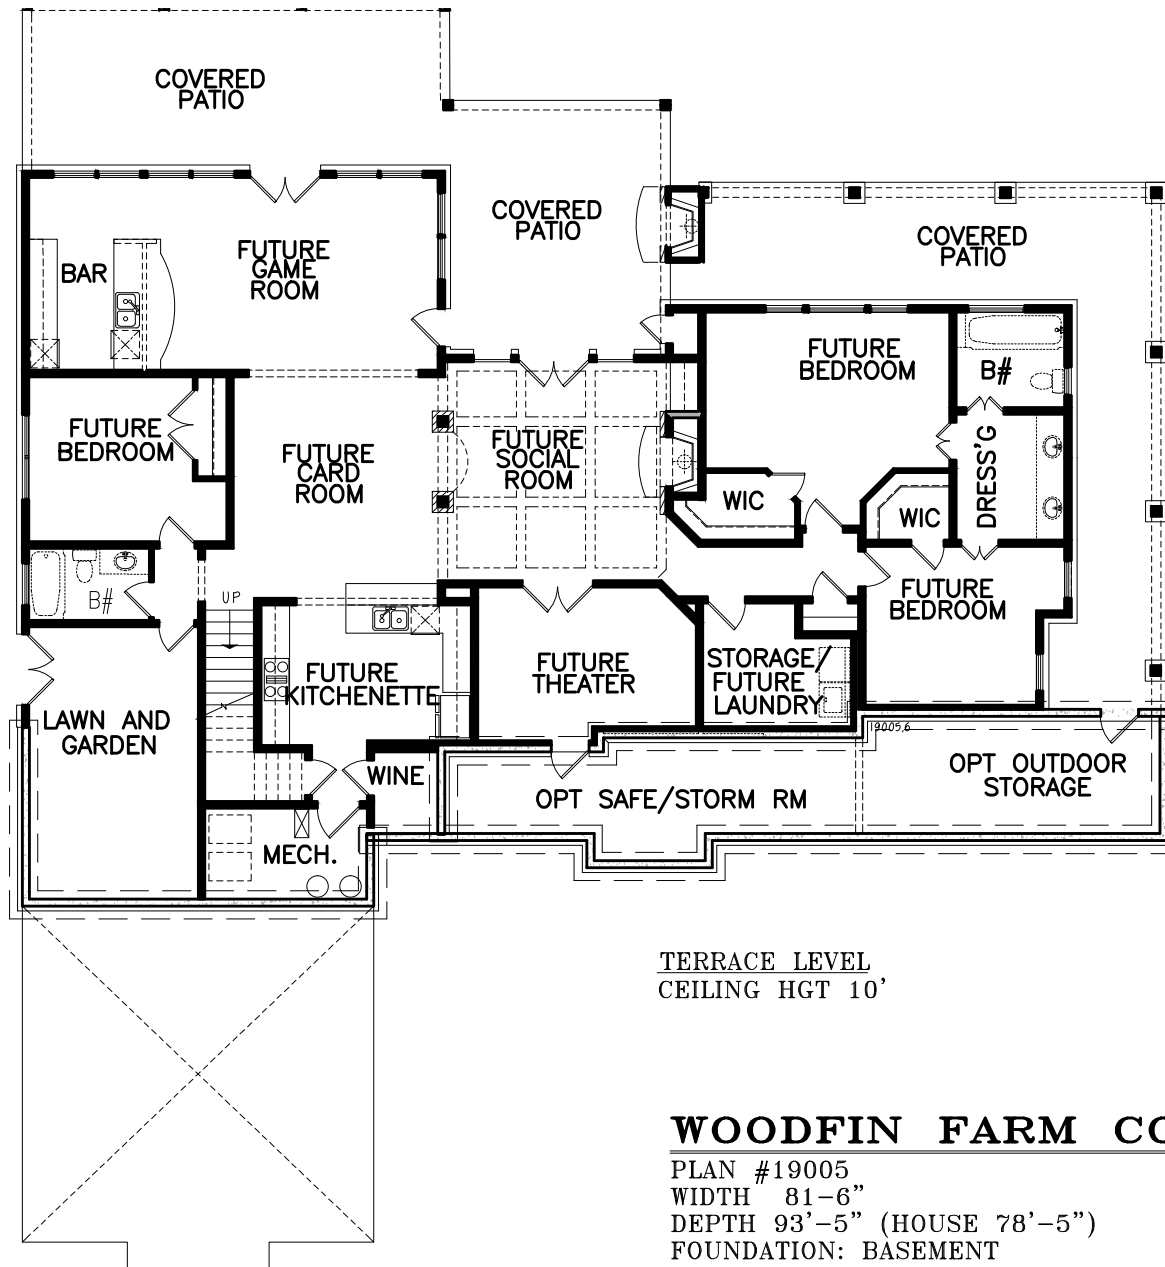 COVERED
PATIO
COVERED
PATIO
COVERED
PATIO
FUTURE
GAME
ROOM
BAR
FUTURE
BEDROOM
B#
FUTURE
BEDROOM
FUTURE
CARD
ROOM
FUTURE
SOCIAL
ROOM
DRESS'G
WIC
WIC
B#
UP
FUTURE
BEDROOM
FUTURE
KITCHENETTE
FUTURE
THEATER
STORAGE/
FUTURE
LAUNDRY
LAWN AND
GARDEN
19005.6
WINE
OPT SAFE/STORM RM
OPT OUTDOOR
STORAGE
MECH.
TERRACE LEVEL
CEILING HGT 10'
WOODFIN FARM CO
PLAN #19005
WIDTH 81-6"
DEPTH 93'-5" (HOUSE 78'-5")
FOUNDATION: BASEMENT